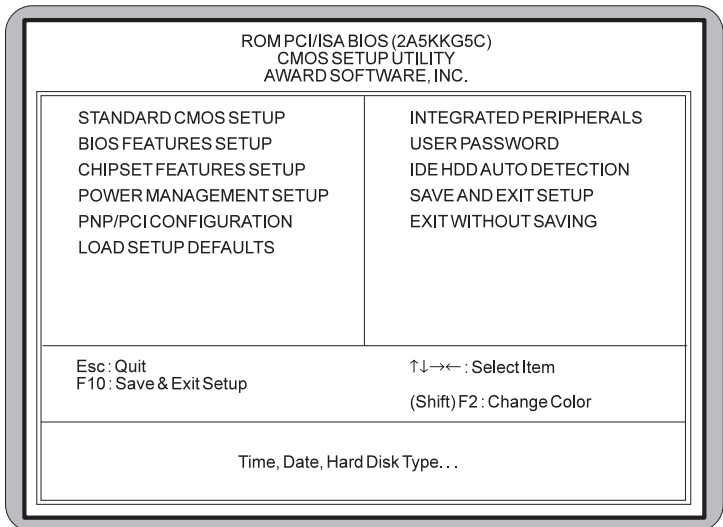 ROM PCI/ISA BIOS (2A5KKG5C)
CMOS SETUP UTILITY
AWARD SOFTWARE, INC.
STANDARD CMOS SETUP
BIOS FEATURES SETUP
CHIPSET FEATURES SETUP
POWER MANAGEMENT SETUP
PNP/PCI CONFIGURATION
LOAD SETUP DEFAULTS
INTEGRATED PERIPHERALS
USER PASSWORD
IDE HDD AUTO DETECTION
SAVE AND EXIT SETUP
EXIT WITHOUT SAVING
Esc : Quit
F10 : Save & Exit Setup
↑↓→← : Select Item
(Shift) F2 : Change Color
Time, Date, Hard Disk Type. . .